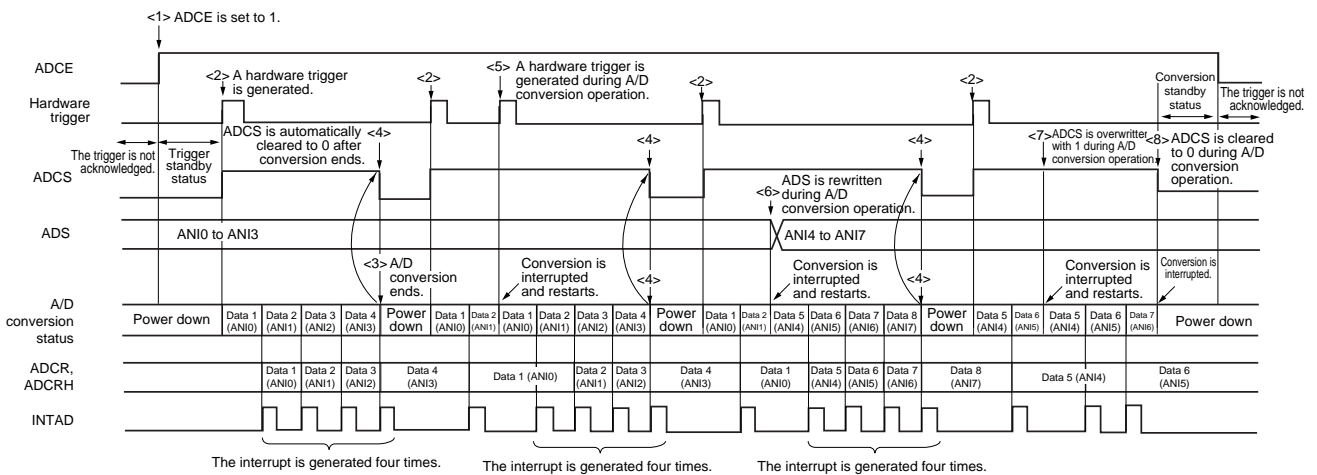 <1> ADCE is set to 1.
ADCE
<2> A hardware trigger
is generated.
<2>
<5> A hardware trigger is
generated during A/D
conversion operation.
<2>
<2>
Conversion
standby
status
The trigger is not
acknowledged.
Hardware
trigger
The trigger is not
acknowledged.
Trigger
standby
status
ADCS is automatically
cleared to 0 after
conversion ends.
<4>
<4>
<4>
<7> ADCS is overwritter
with 1 during A/D
conversion operation.
<8> ADCS is cleared
to 0 during A/D
conversion
operation.
ADCS
<6> ADS is rewritten
during A/D
conversion operation.
ADS
ANI0 to ANI3
ANI4 to ANI7
<3> A/D
conversion
ends.
Conversion is
interrupted
and restarts.
<4>
Conversion is
interrupted
and restarts.
<4>
Conversion is
interrupted
and restarts.
Conversion is
interrupted.
A/D
conversion
status
Power down
Data 1
(ANI0)
Data 2
(ANI1)
Data 3
(ANI2)
Data 4
(ANI3)
Power
down
Data 1
(ANI0)
Data 2
(ANI1)
Data 1
(ANI0)
Data 2
(ANI1)
Data 3
(ANI2)
Data 4
(ANI3)
Power
down
Data 1
(ANI0)
Data 2
(ANI1)
Data 5
(ANI4)
Data 6
(ANI5)
Data 7
(ANI6)
Data 8
(ANI7)
Power
down
Data 5
(ANI4)
Data 6
(ANI5)
Data 5
(ANI4)
Data 6
(ANI5)
Data 7
(ANI6)
Power down
ADCR,
ADCRH
Data 1
(ANI0)
Data 2
(ANI1)
Data 3
(ANI2)
Data 4
(ANI3)
Data 1 (ANI0)
Data 2
(ANI1)
Data 3
(ANI2)
Data 4
(ANI3)
Data 1
(ANI0)
Data 5
(ANI4)
Data 6
(ANI5)
Data 7
(ANI6)
Data 8
(ANI7)
Data 5 (ANI4)
Data 6
(ANI5)
INTAD
The interrupt is generated four times.
The interrupt is generated four times.
The interrupt is generated four times.